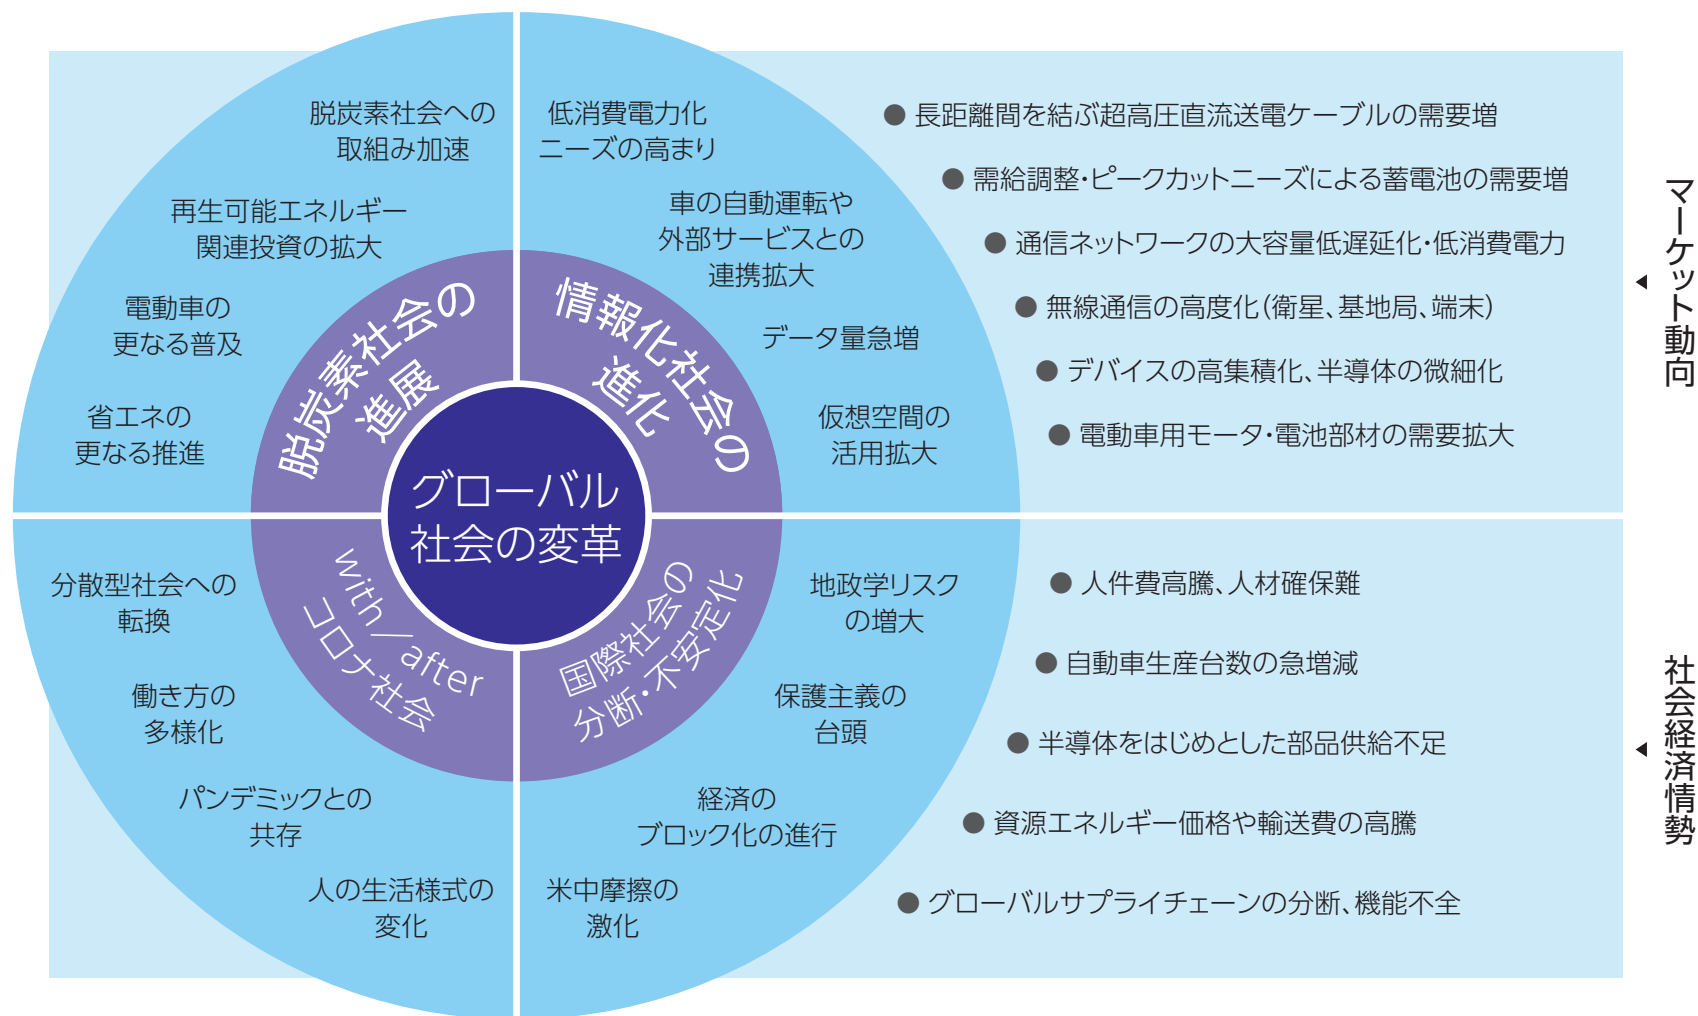 脱炭素社会への
取組み加速
再生可能エネルギー
関連投資の拡大
電動車の
更なる普及
省エネの
更なる推進
脱炭素社会の
進展
低消費電力化
ニーズの高まり
車の自動運転や
外部サービスとの
連携拡大
データ量急増
仮想空間の
活用拡大
情報化社会の
進化
グローバル
社会の変革
分散型社会への
転換
働き方の
多様化
パンデミックとの
共存
人の生活様式の
変化
with／after
コロナ社会
国際社会の
分断・不安定化
地政学リスク
の増大
保護主義の
台頭
経済の
ブロック化の進行
米中摩擦の
激化
● 長距離間を結ぶ超高圧直流送電ケーブルの需要増
● 需給調整・ピークカットニーズによる蓄電池の需要増
● 通信ネットワークの大容量低遅延化・低消費電力
● 無線通信の高度化（衛星、基地局、端末）
● デバイスの高集積化、半導体の微細化
● 電動車用モータ・電池部材の需要拡大
マーケット動向
● 人件費高騰、人材確保難
● 自動車生産台数の急増減
● 半導体をはじめとした部品供給不足
● 資源エネルギー価格や輸送費の高騰
● グローバルサプライチェーンの分断、機能不全
社会経済情勢